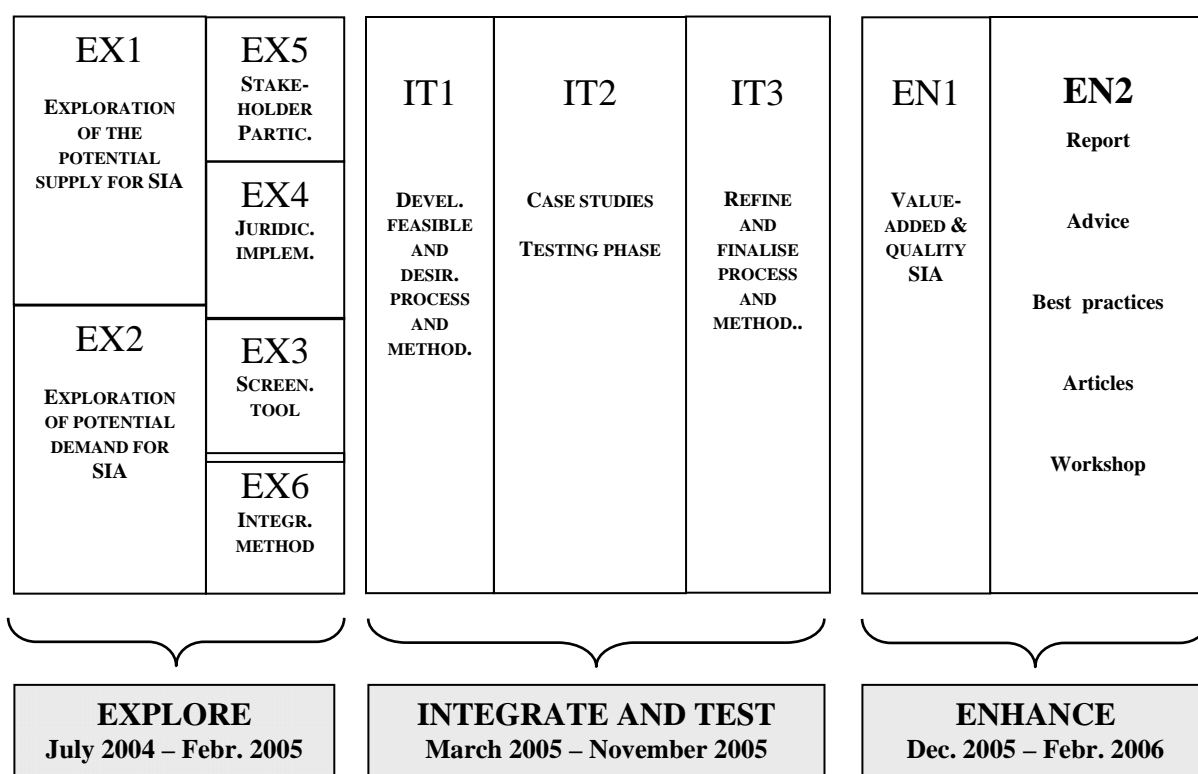 EX1
EXPLORATION
OF THE
POTENTIAL
SUPPLY FOR SIA
EX2
EXPLORATION
OF POTENTIAL
DEMAND FOR
SIA
EX5
STAKE-
HOLDER
PARTIC.
EX4
JURIDIC.
IMPLEM.
EX3
SCREEN.
TOOL
EX6
INTEGR.
METHOD
IT1
DEVEL.
FEASIBLE
AND
DESIR.
PROCESS
AND
METHOD.
IT2
CASE STUDIES
TESTING PHASE
IT3
REFINE
AND
FINALISE
PROCESS
AND
METHOD..
EN1
VALUE-
ADDED &
QUALITY
SIA
EN2
Report
Advice
Best practices
Articles
Workshop
EXPLORE
July 2004 – Febr. 2005
INTEGRATE AND TEST
March 2005 – November 2005
ENHANCE
Dec. 2005 – Febr. 2006